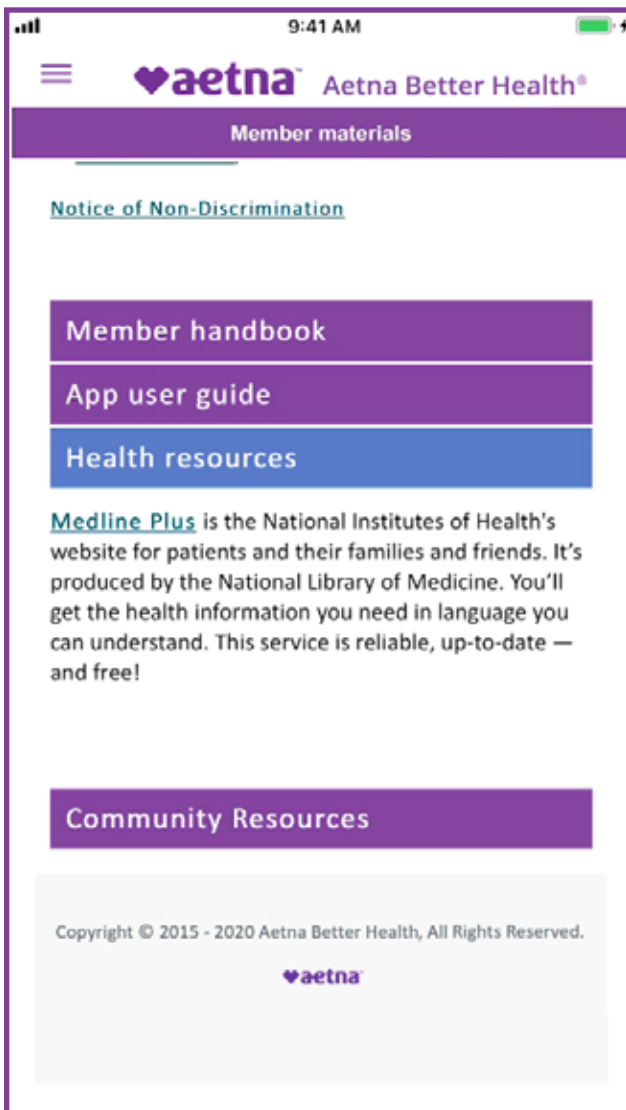 9:41 AM
aetna™ Aetna Better Health®
Member materials
Notice of Non-Discrimination
Member handbook
App user guide
Health resources
Medline Plus is the National Institutes of Health's
website for patients and their families and friends. It’s
produced by the National Library of Medicine. You’ll
get the health information you need in language you
can understand. This service is reliable, up-to-date —
and free!
Community Resources
Copyright © 2015 - 2020 Aetna Better Health, All Rights Reserved.
aetna™